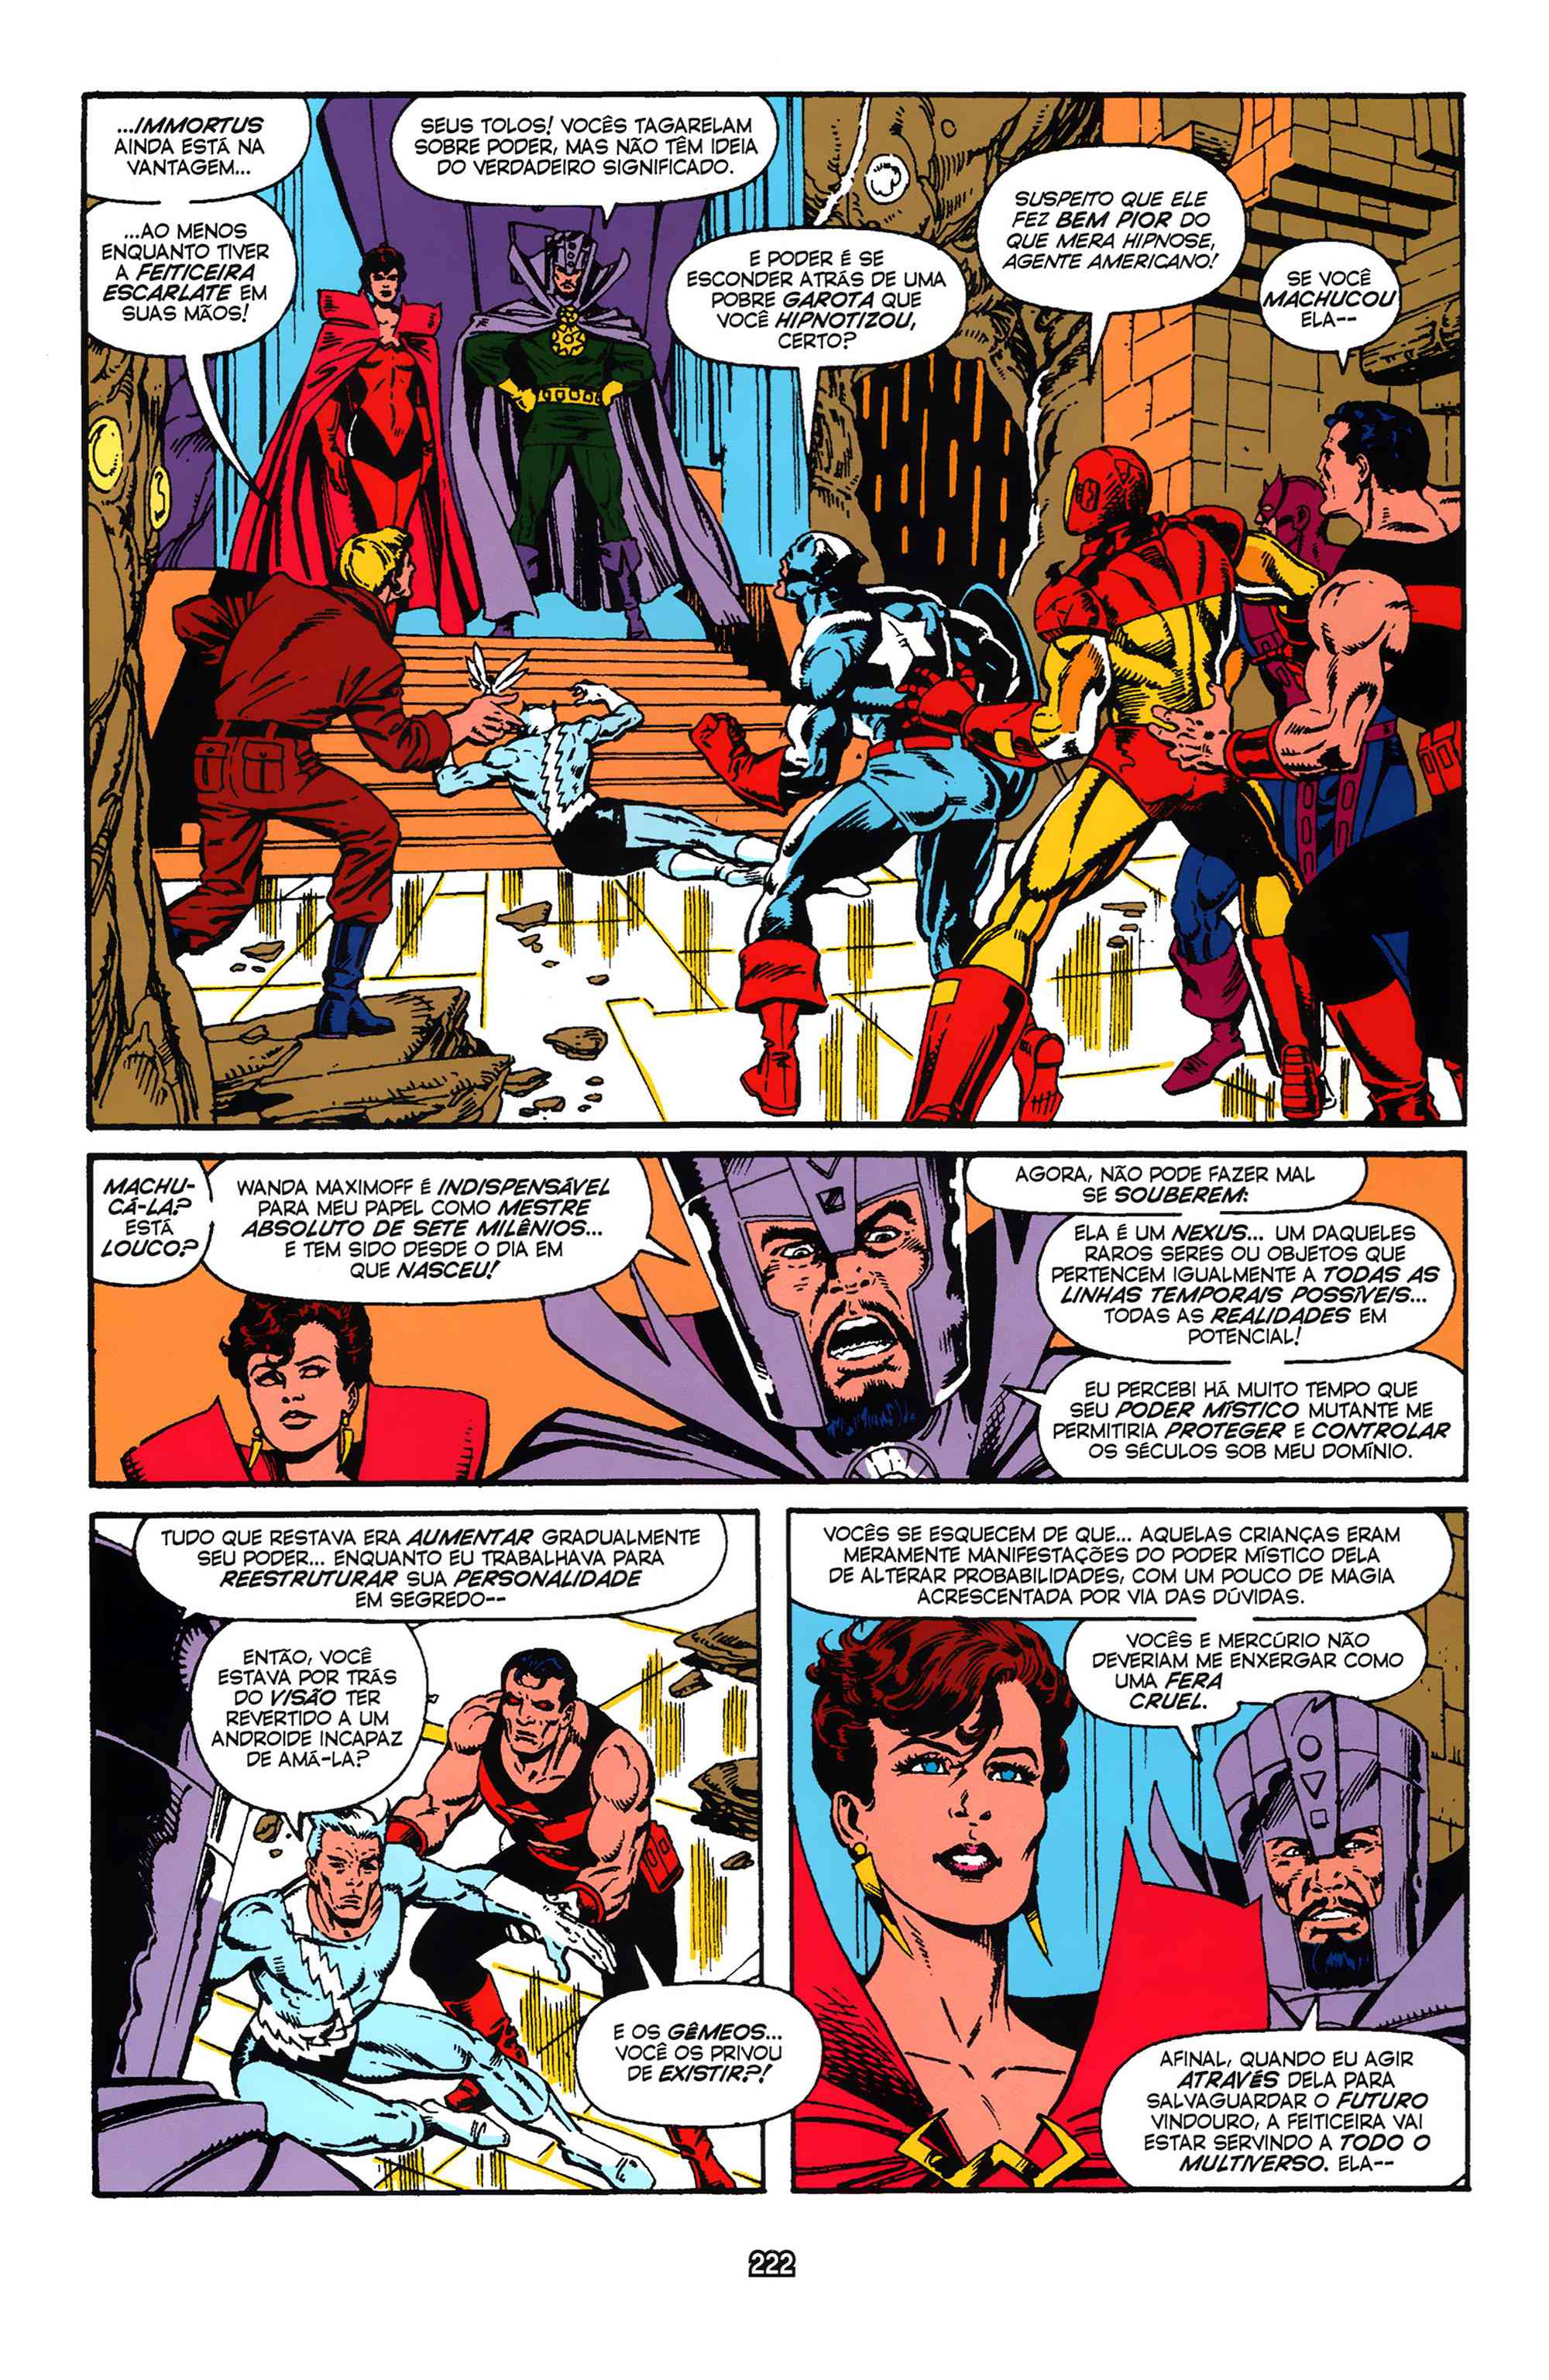 ...IMMORTUS
AINDA ESTÁ NA
VANTAGEM...
...AO MENOS
ENQUANTO TIVER
A FEITICEIRA
ESCARLATE EM
SUAS MÃOS!
SEUS TOLOS! VOCÊS TAGARELAM
SOBRE PODER, MAS NÃO TÊM IDEIA
DO VERDADEIRO SIGNIFICADO.
E PODER É SE
ESCONDER ATRÁS DE UMA
POBRE GAROTA QUE
VOCÊ HIPNOTIZOU,
CERTO?
SUSPEITO QUE ELE
FEZ BEM PIOR DO
QUE MERA HIPNOSE,
AGENTE AMERICANO!
SE VOCÊ
MACHUCOU
ELA--
MACHU-
CÁ-LA?
ESTÁ
LOUCO?
WANDA MAXIMOFF É INDISPENSÁVEL
PARA MEU PAPEL COMO MESTRE
ABSOLUTO DE SETE MILÊNIOS...
E TEM SIDO DESDE O DIA EM
QUE NASCEU!
AGORA, NÃO PODE FAZER MAL
SE SOUBEREM:
ELA É UM NEXUS... UM DAQUELES
RAROS SERES OU OBJETOS QUE
PERTENCEM IGUALMENTE A TODAS AS
LINHAS TEMPORAIS POSSÍVEIS...
TODAS AS REALIDADES EM
POTENCIAL!
EU PERCEBI HÁ MUITO TEMPO QUE
SEU PODER MÍSTICO MUTANTE ME
PERMITIRIA PROTEGER E CONTROLAR
OS SÉCULOS SOB MEU DOMÍNIO.
TUDO QUE RESTAVA ERA AUMENTAR GRADUALMENTE
SEU PODER... ENQUANTO EU TRABALHAVA PARA
REESTRUTURAR SUA PERSONALIDADE
EM SEGREDO--
ENTÃO, VOCÊ
ESTAVA POR TRÁS
DO VISÃO TER
REVERTIDO A UM
ANDROIDE INCAPAZ
DE AMÁ-LA?
E OS GÊMEOS...
VOCÊ OS PRIVOU
DE EXISTIR?!
VOCÊS SE ESQUECEM DE QUE... AQUELAS CRIANÇAS ERAM
MERAMENTE MANIFESTAÇÕES DO PODER MÍSTICO DELA
DE ALTERAR PROBABILIDADES, COM UM POUCO DE MAGIA
ACRESCENTADA POR VIA DAS DÚVIDAS.
VOCÊS E MERCÚRIO NÃO
DEVERIAM ME ENXERGAR COMO
UMA FERA
CRUEL.
AFINAL, QUANDO EU AGIR
ATRAVÉS DELA PARA
SALVAGUARDAR O FUTURO
VINDOURO, A FEITICEIRA VAI
ESTAR SERVINDO A TODO O
MULTIVERSO. ELA--
222